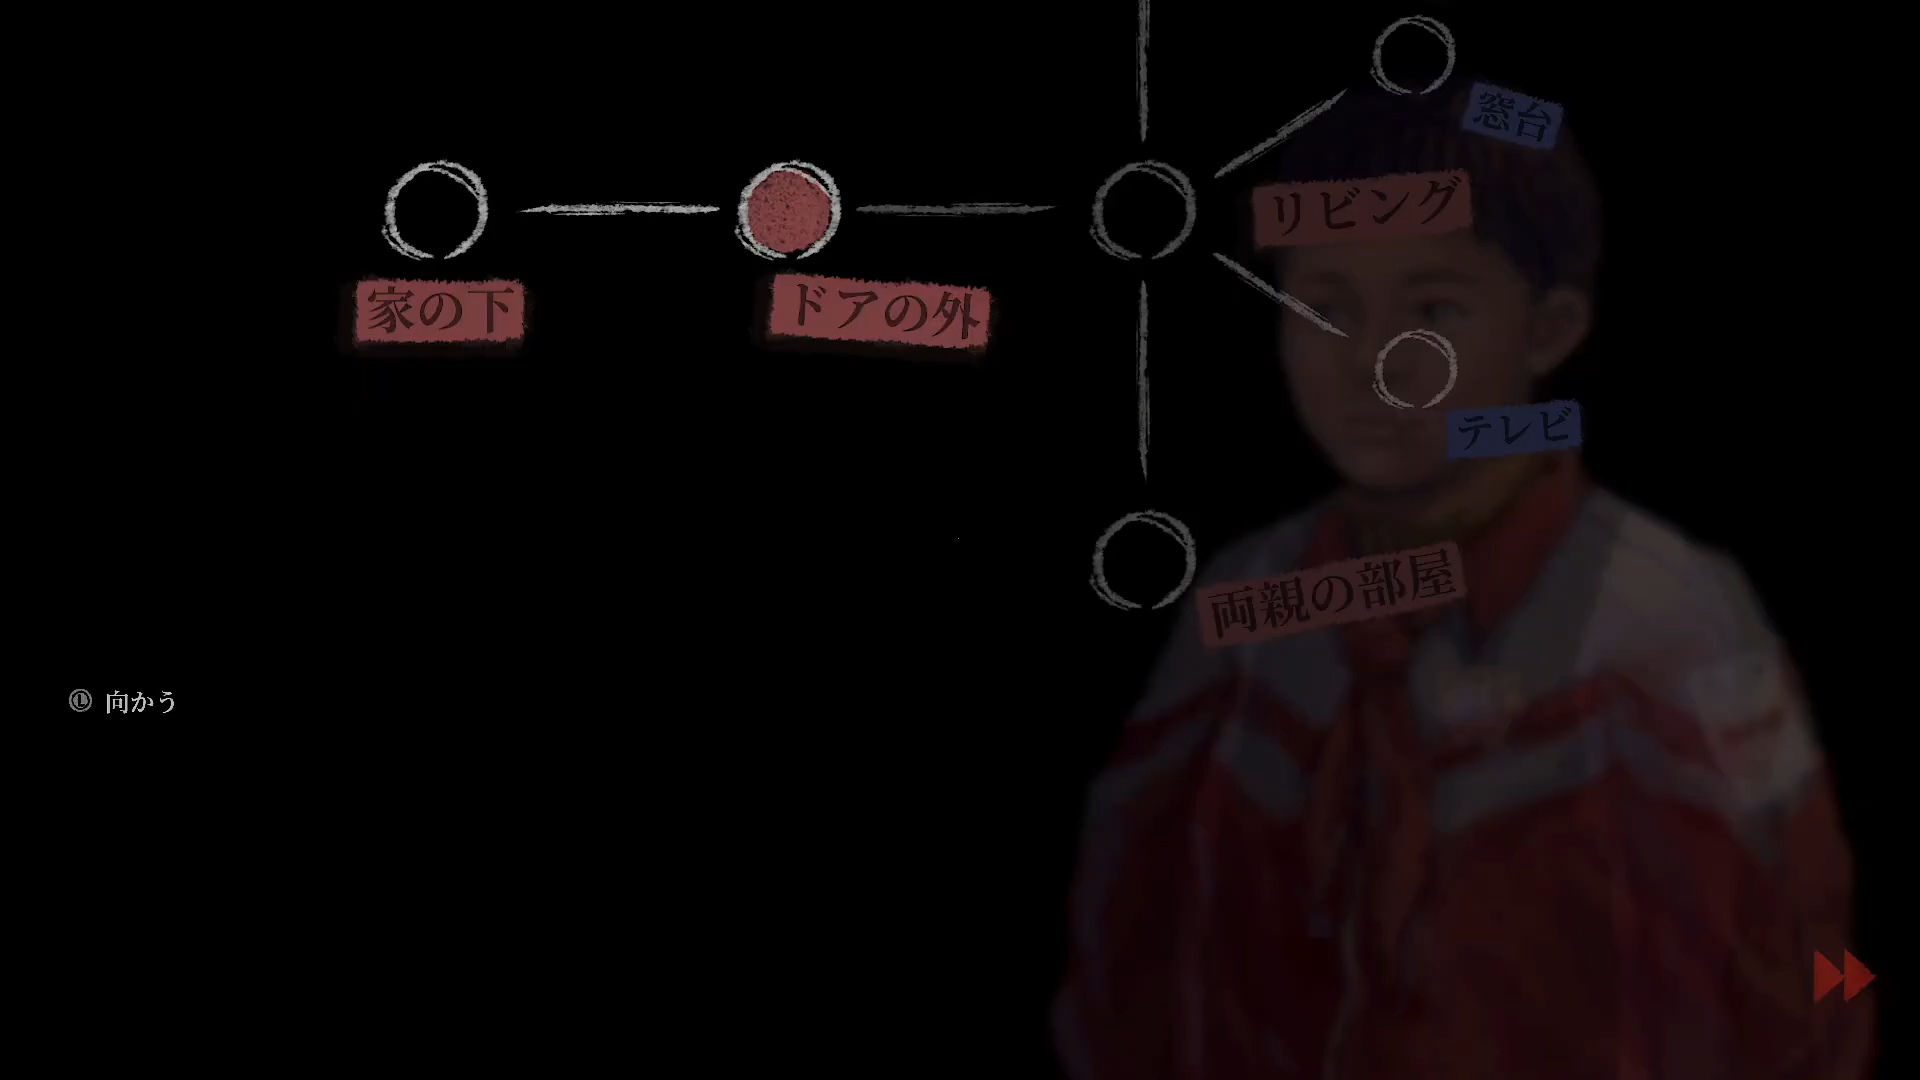 窓台
リビング
家の下
ドアの外
テレビ
両親の部屋
Ⓛ 向かう